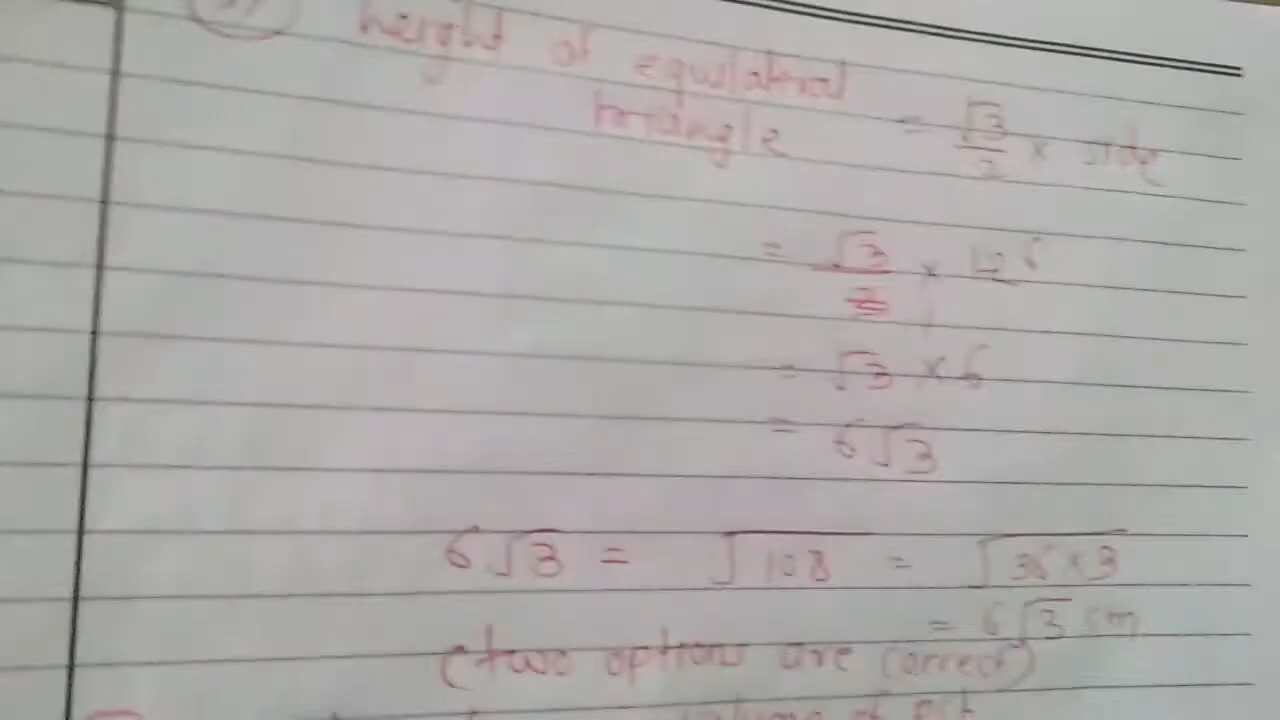 height of equilateral
triangle = √3/2 × side
= √3/2 × 12 6
= √3 × 6
= 6√3
6√3 = √108 = √36×3
= 6√3 cm
(two options are correct)